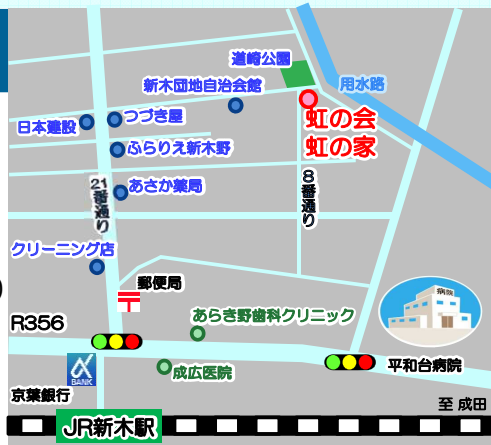 道崎公園
新木団地自治会館
用水路
日本建設
つづき屋
虹の会
虹の家
ふらりえ新木野
あさか薬局
21番通り
8番通り
クリーニング店
郵便局
病院
R356
あらき野歯科クリニック
平和台病院
成広医院
BANK
京葉銀行
至 成田
JR新木駅